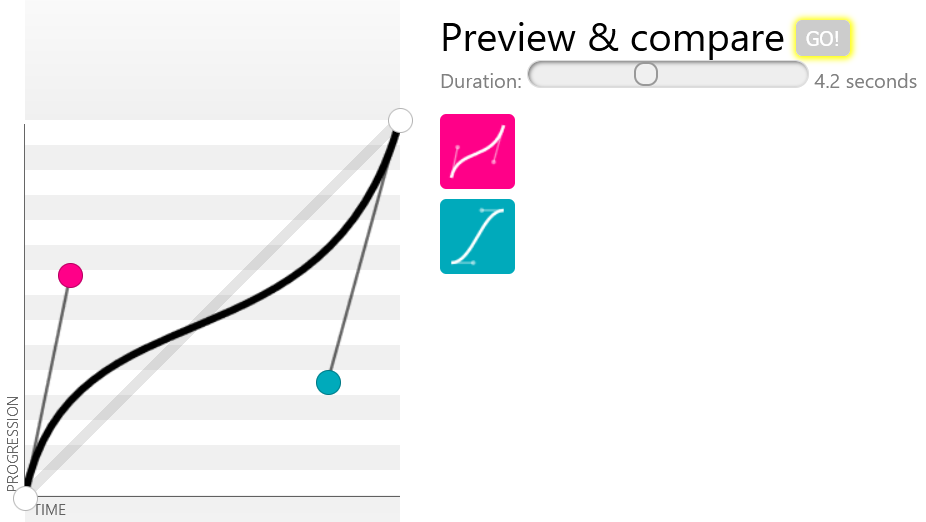 Preview & compare GO!
Duration: 4.2 seconds
PROGRESSION
TIME